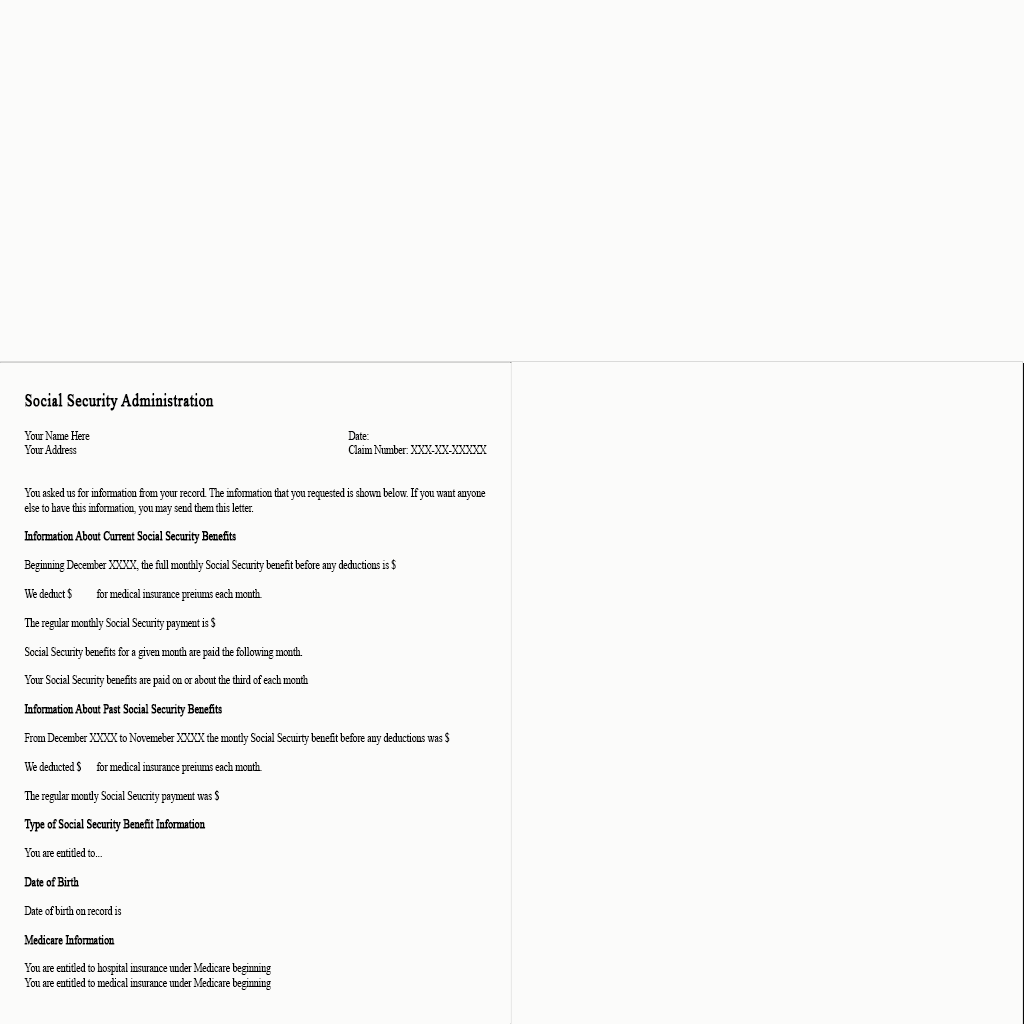 Social Security Administration
Your Name Here
Your Address
Date:
Claim Number: XXX-XX-XXXXX
You asked us for information from your record. The information that you requested is shown below. If you want anyone
else to have this information, you may send them this letter.
Information About Current Social Security Benefits
Beginning December XXXX, the full monthly Social Security benefit before any deductions is $
We deduct $ for medical insurance preiums each month.
The regular monthly Social Security payment is $
Social Security benefits for a given month are paid the following month.
Your Social Security benefits are paid on or about the third of each month
Information About Past Social Security Benefits
From December XXXX to Novemeber XXXX the montly Social Secuirty benefit before any deductions was $
We deducted $ for medical insurance preiums each month.
The regular montly Social Seucrity payment was $
Type of Social Security Benefit Information
You are entitled to...
Date of Birth
Date of birth on record is
Medicare Information
You are entitled to hospital insurance under Medicare beginning
You are entitled to medical insurance under Medicare beginning